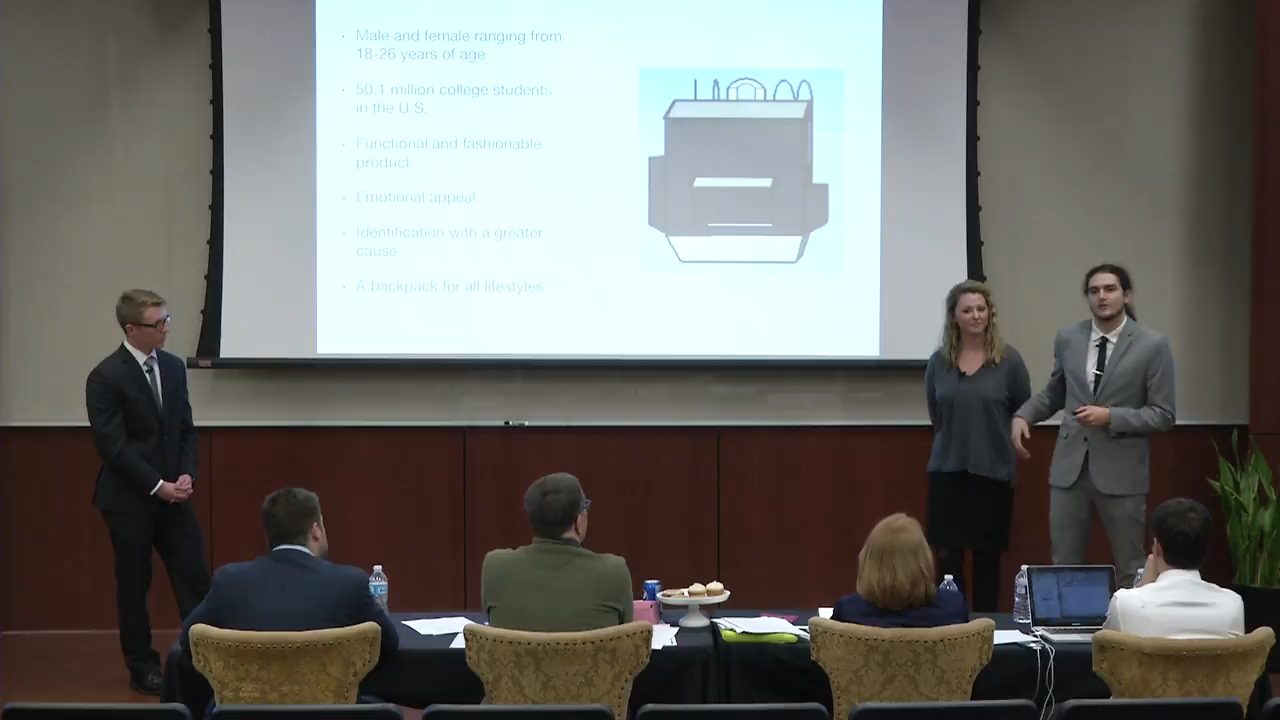 · Male and female ranging from
18-26 years of age
· 50.1 million college students
in the U.S.
· Functional and fashionable
product
· Emotional appeal
· Identification with a greater
cause
· A backpack for all lifestyles